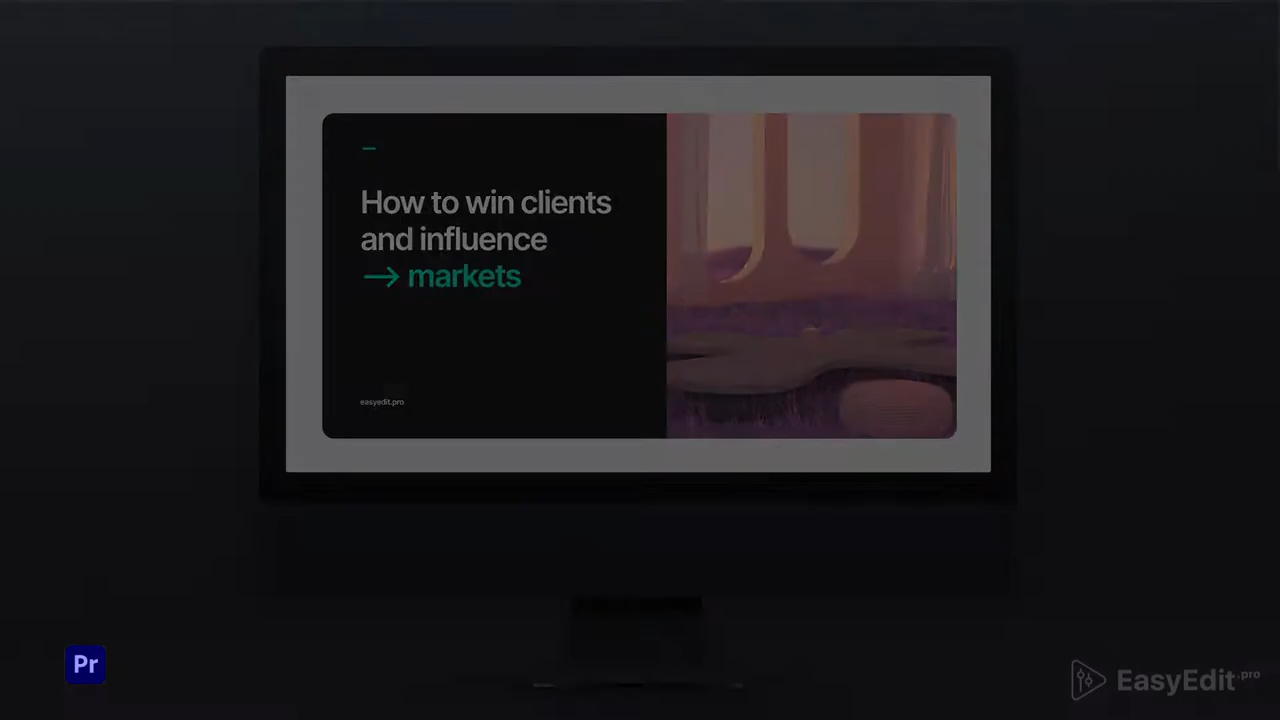 How to win clients
and influence
→ markets
easyedit.pro
Pr
EasyEdit.pro